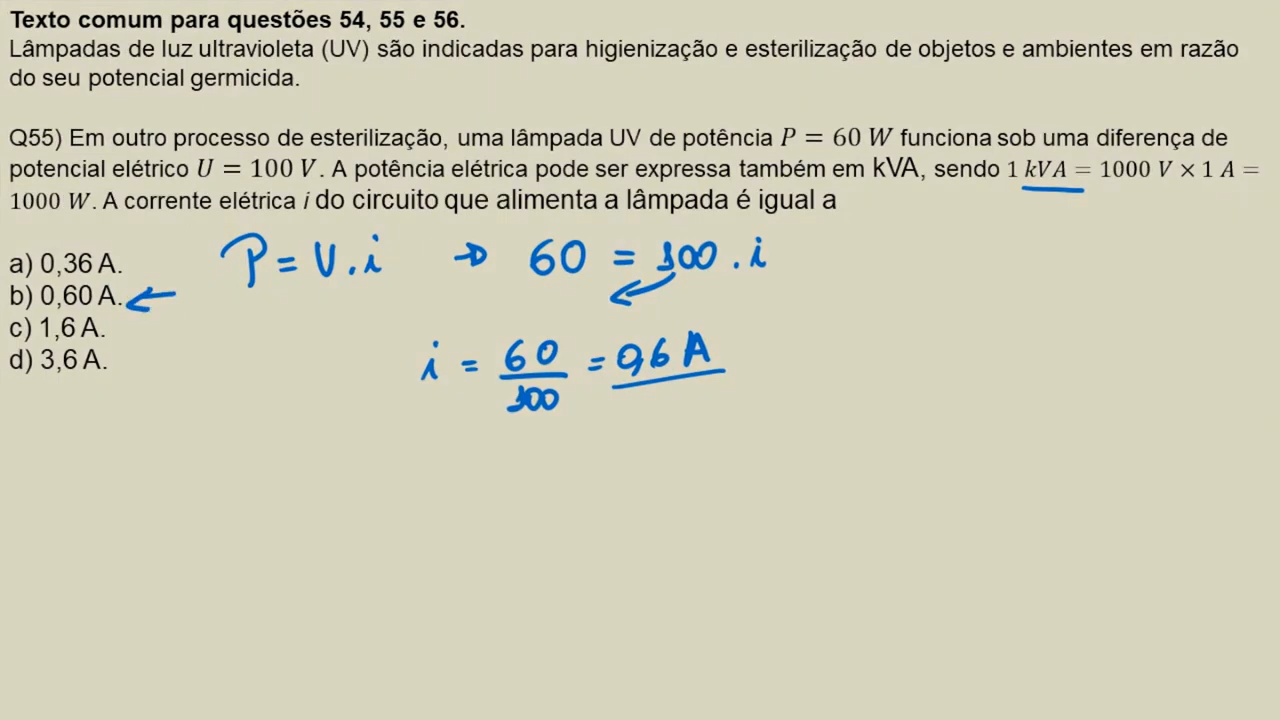 Texto comum para questões 54, 55 e 56.
Lâmpadas de luz ultravioleta (UV) são indicadas para higienização e esterilização de objetos e ambientes em razão
do seu potencial germicida.
Q55) Em outro processo de esterilização, uma lâmpada UV de potência P = 60 W funciona sob uma diferença de
potencial elétrico U = 100 V. A potência elétrica pode ser expressa também em kVA, sendo 1 kVA = 1000 V × 1 A =
1000 W. A corrente elétrica i do circuito que alimenta a lâmpada é igual a
a) 0,36 A.
b) 0,60 A.
c) 1,6 A.
d) 3,6 A.
P = U . i → 60 = 100 . i
i = 60/100 = 0,6 A